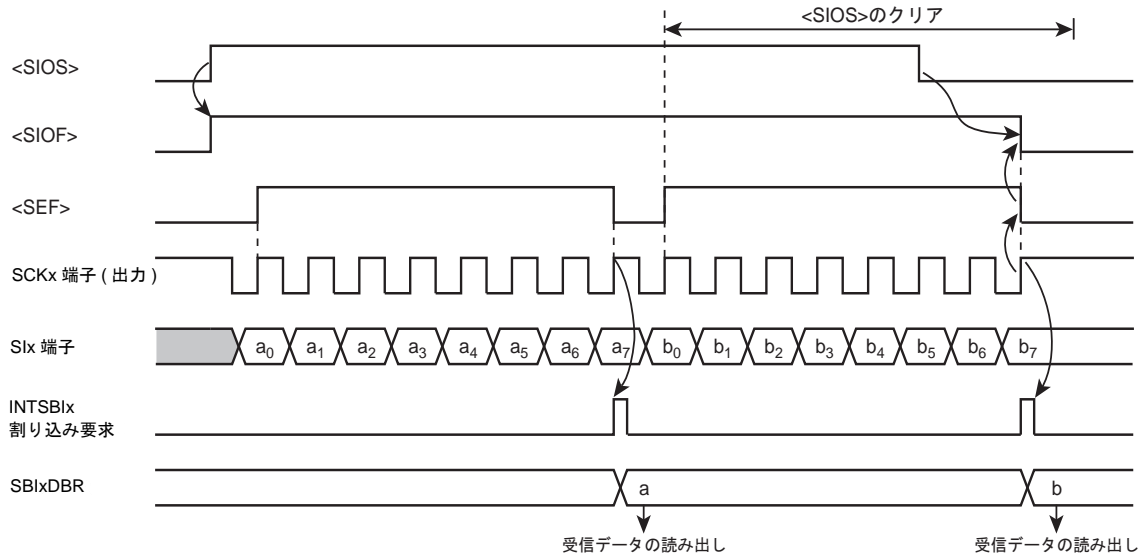 <SIOS>のクリア
<SIOS>
<SIOF>
<SEF>
SCKx 端子 ( 出力 )
SIx 端子
a0 a1 a2 a3 a4 a5 a6 a7 b0 b1 b2 b3 b4 b5 b6 b7
INTSBIx
割り込み要求
SBIxDBR
a b
受信データの読み出し 受信データの読み出し